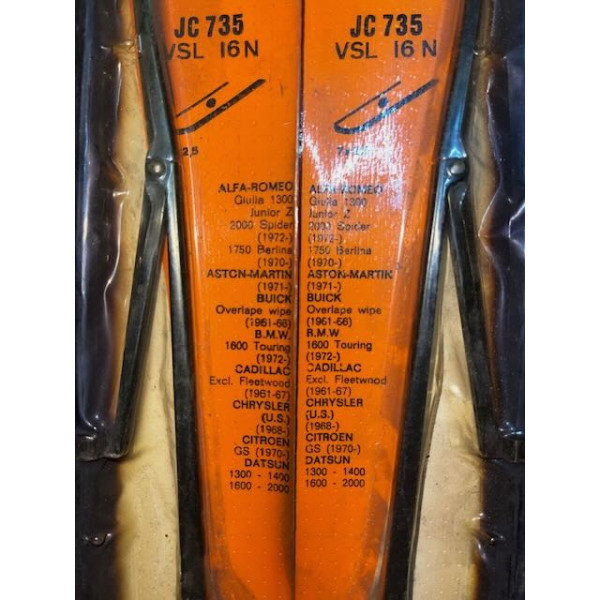 JC 735
VSL 16 N
2,5
ALFA-ROMEO
Giulia 1300
Junior Z
2000 Spider
(1972-)
1750 Berlina
(1970-)
ASTON-MARTIN
(1971-)
BUICK
Overlape wipe
(1961-66)
B.M.W.
1600 Touring
(1972-)
CADILLAC
Excl. Fleetwood
(1961-67)
CHRYSLER
(U.S.)
(1968-)
CITROEN
GS (1970-)
DATSUN
1300 - 1400
1600 - 2000
JC 735
VSL 16 N
ALFA-ROMEO
Giulia 1300
Junior Z
2000 Spider
(1972-)
1750 Berlina
(1970-)
ASTON-MARTIN
(1971-)
BUICK
Overlape wipe
(1961-66)
B.M.W.
1600 Touring
(1972-)
CADILLAC
Excl. Fleetwood
(1961-67)
CHRYSLER
(U.S.)
(1968-)
CITROEN
GS (1970-)
DATSUN
1300 - 1400
1600 - 2000